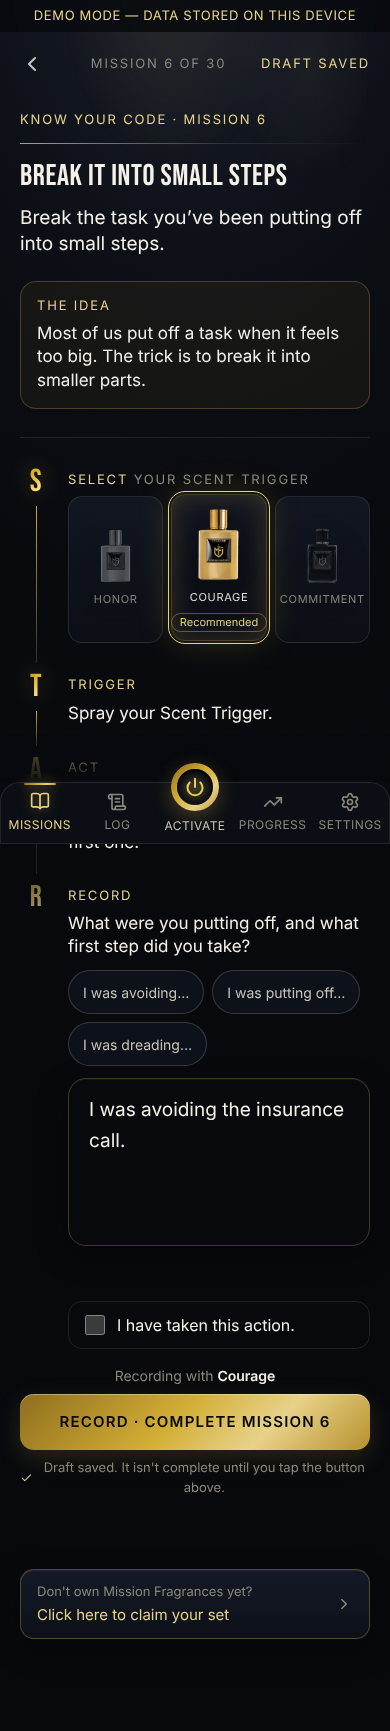 DEMO MODE — DATA STORED ON THIS DEVICE
MISSION 6 OF 30
DRAFT SAVED
KNOW YOUR CODE · MISSION 6
BREAK IT INTO SMALL STEPS
Break the task you’ve been putting off
into small steps.
THE IDEA
Most of us put off a task when it feels
too big. The trick is to break it into
smaller parts.
S
SELECT YOUR SCENT TRIGGER
HONOR
COURAGE
Recommended
COMMITMENT
T
TRIGGER
Spray your Scent Trigger.
A
ACT
MISSIONS
LOG
ACTIVATE
PROGRESS
SETTINGS
first one.
R
RECORD
What were you putting off, and what
first step did you take?
I was avoiding...
I was putting off...
I was dreading...
I was avoiding the insurance
call.
I have taken this action.
Recording with Courage
RECORD · COMPLETE MISSION 6
Draft saved. It isn't complete until you tap the button
above.
Don't own Mission Fragrances yet?
Click here to claim your set